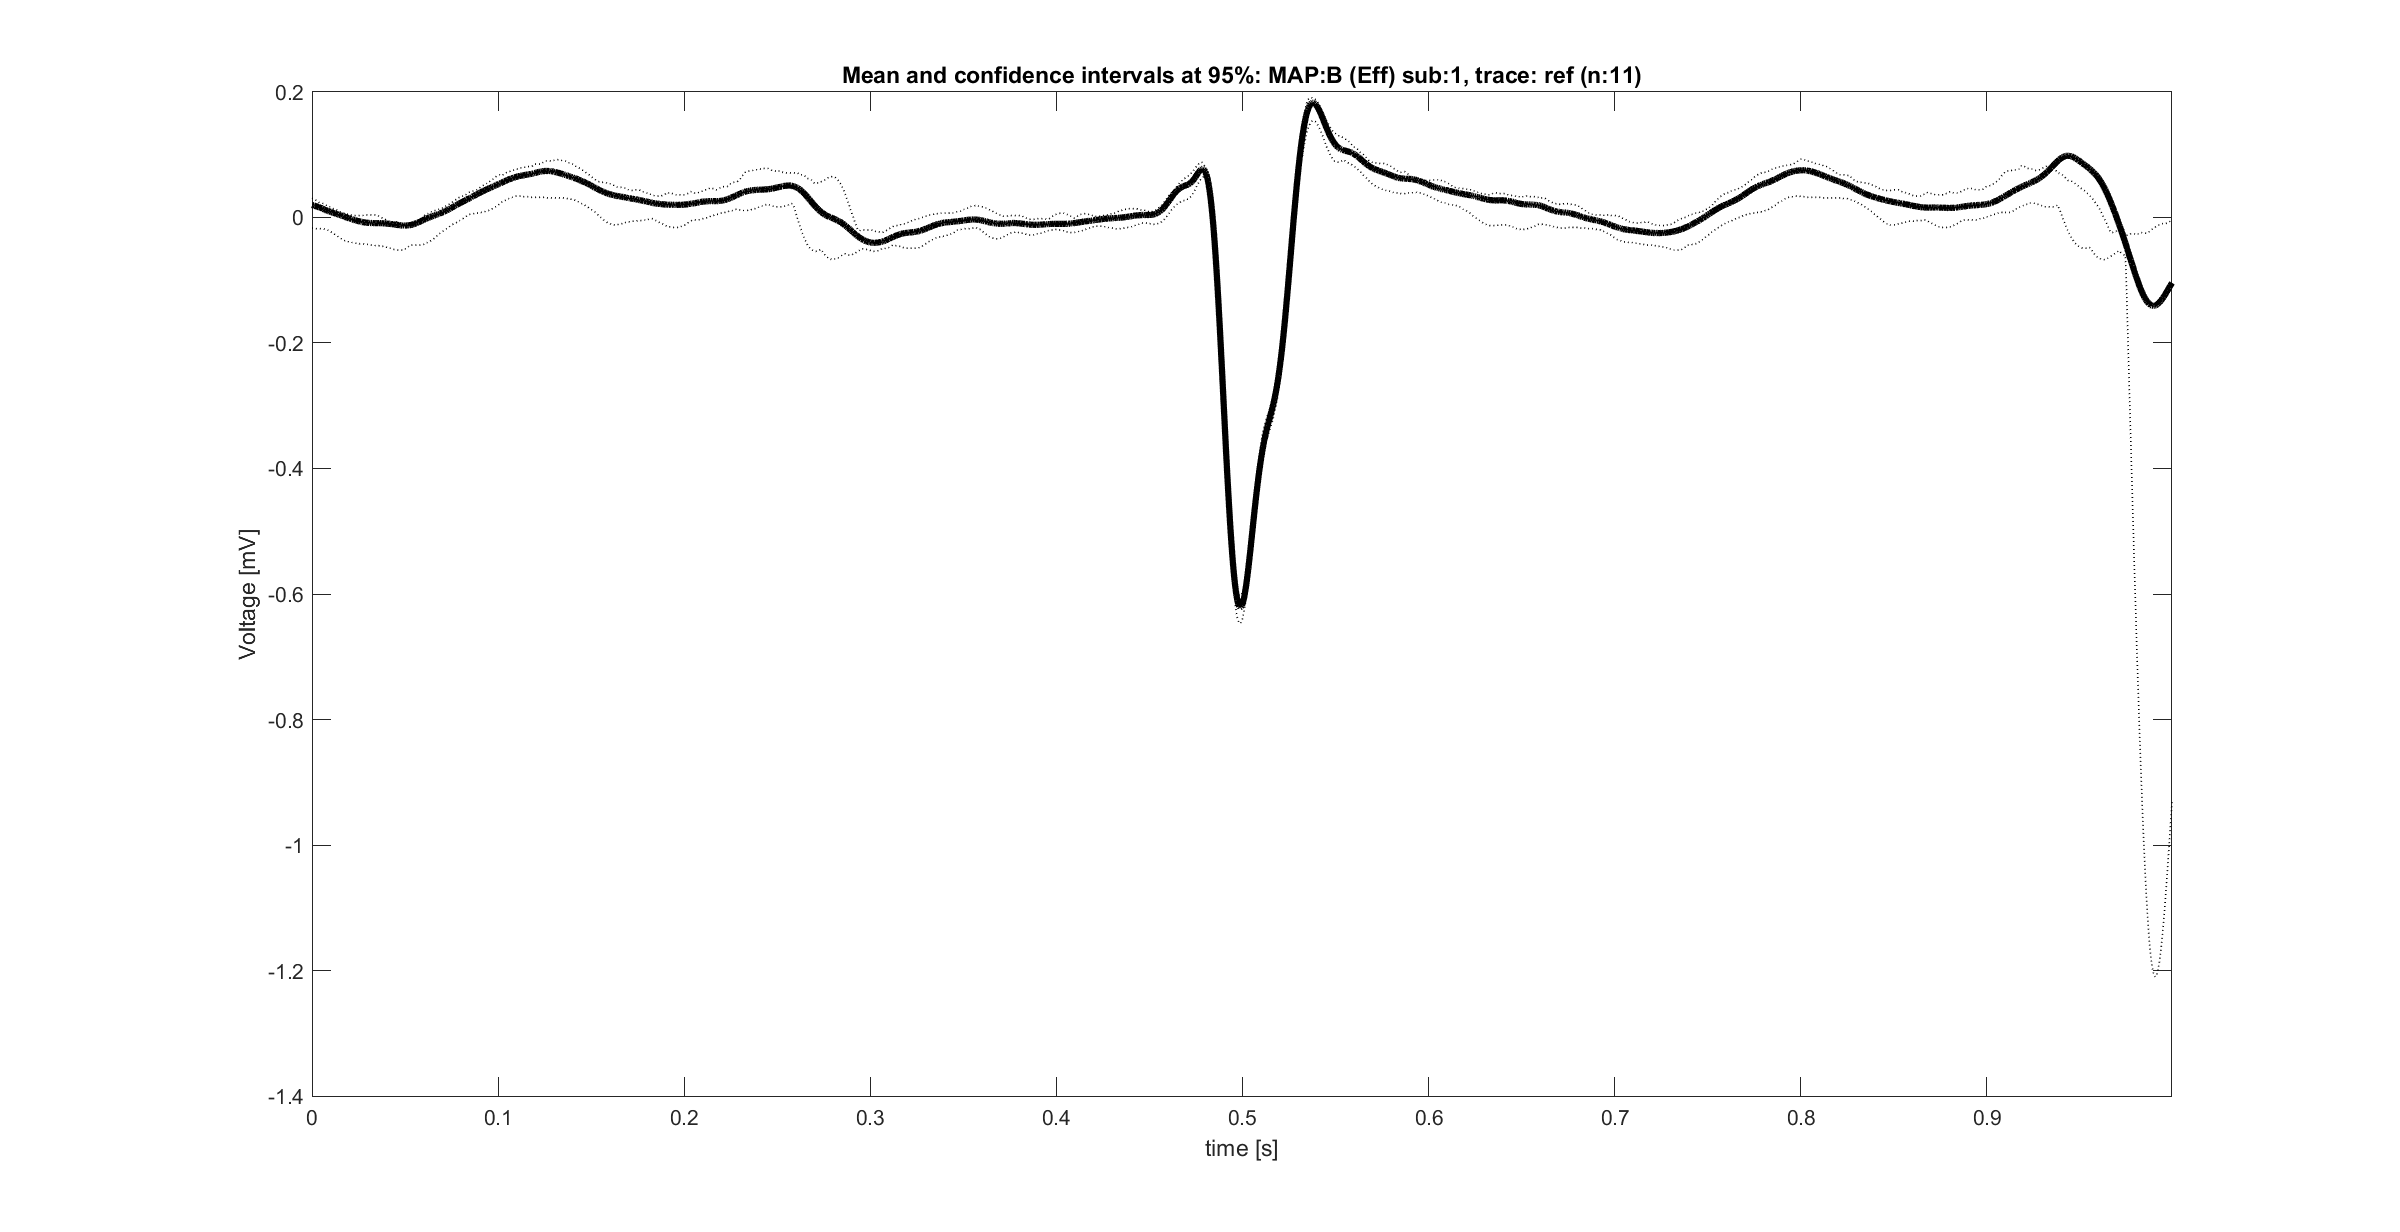 Mean and confidence intervals at 95%: MAP:B (Eff) sub:1, trace: ref (n:11)
0.2
0
-0.2
-0.4
-0.6
-0.8
-1
-1.2
-1.4
Voltage [mV]
0 0.1 0.2 0.3 0.4 0.5 0.6 0.7 0.8 0.9
time [s]